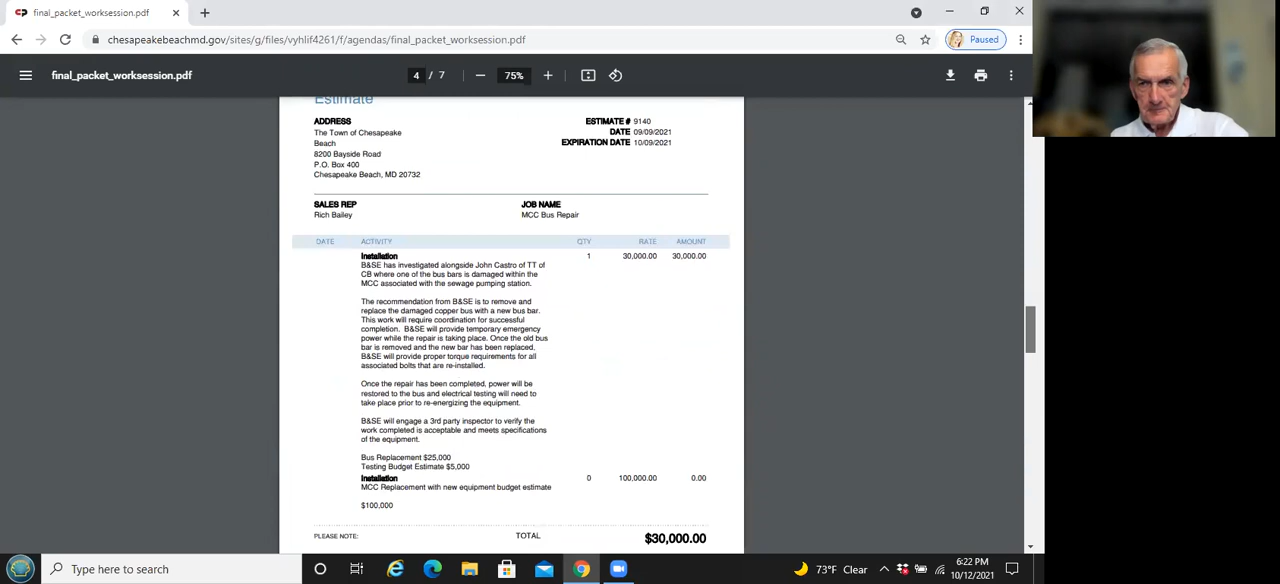 final_packet_worksession.pdf
chesapeakebeachmd.gov/sites/g/files/vyhlif4261/f/agendas/final_packet_worksession.pdf
Paused
final_packet_worksession.pdf
4 / 7
75%
Estimate
ADDRESS
The Town of Chesapeake
Beach
8200 Bayside Road
P.O. Box 400
Chesapeake Beach, MD 20732
ESTIMATE # 9140
DATE 09/09/2021
EXPIRATION DATE 10/09/2021
SALES REP
Rich Bailey
JOB NAME
MCC Bus Repair
DATE ACTIVITY QTY RATE AMOUNT
Installation 1 30,000.00 30,000.00
B&SE has investigated alongside John Castro of TT of
CB where one of the bus bars is damaged within the
MCC associated with the sewage pumping station.
The recommendation from B&SE is to remove and
replace the damaged copper bus with a new bus bar.
This work will require coordination for successful
completion. B&SE will provide temporary emergency
power while the repair is taking place. Once the old bus
bar is removed and the new bar has been replaced,
B&SE will provide proper torque requirements for all
associated bolts that are re-installed.
Once the repair has been completed, power will be
restored to the bus and electrical testing will need to
take place prior to re-energizing the equipment.
B&SE will engage a 3rd party inspector to verify the
work completed is acceptable and meets specifications
of the equipment.
Bus Replacement $25,000
Testing Budget Estimate $5,000
Installation 0 100,000.00 0.00
MCC Replacement with new equipment budget estimate
$100,000
PLEASE NOTE: TOTAL $30,000.00
Type here to search
73°F Clear
6:22 PM
10/12/2021